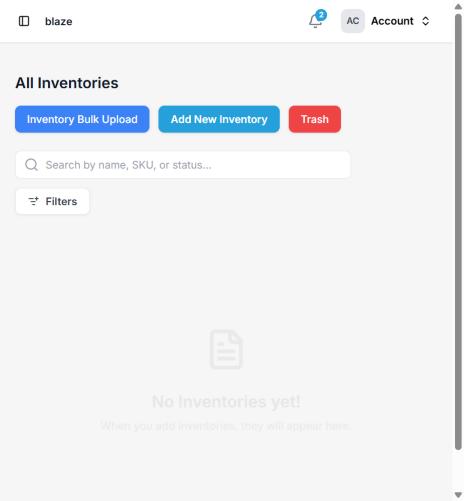 blaze
2
AC
Account
All Inventories
Inventory Bulk Upload
Add New Inventory
Trash
Search by name, SKU, or status...
Filters
No Inventories yet!
When you add inventories, they will appear here.